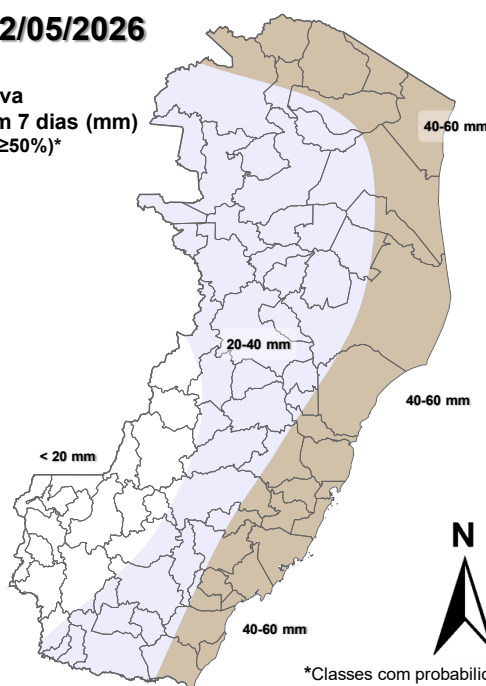 2/05/2026
va
m 7 dias (mm)
≥50%)*
40-60 mm
20-40 mm
40-60 mm
< 20 mm
N
40-60 mm
*Classes com probabilid